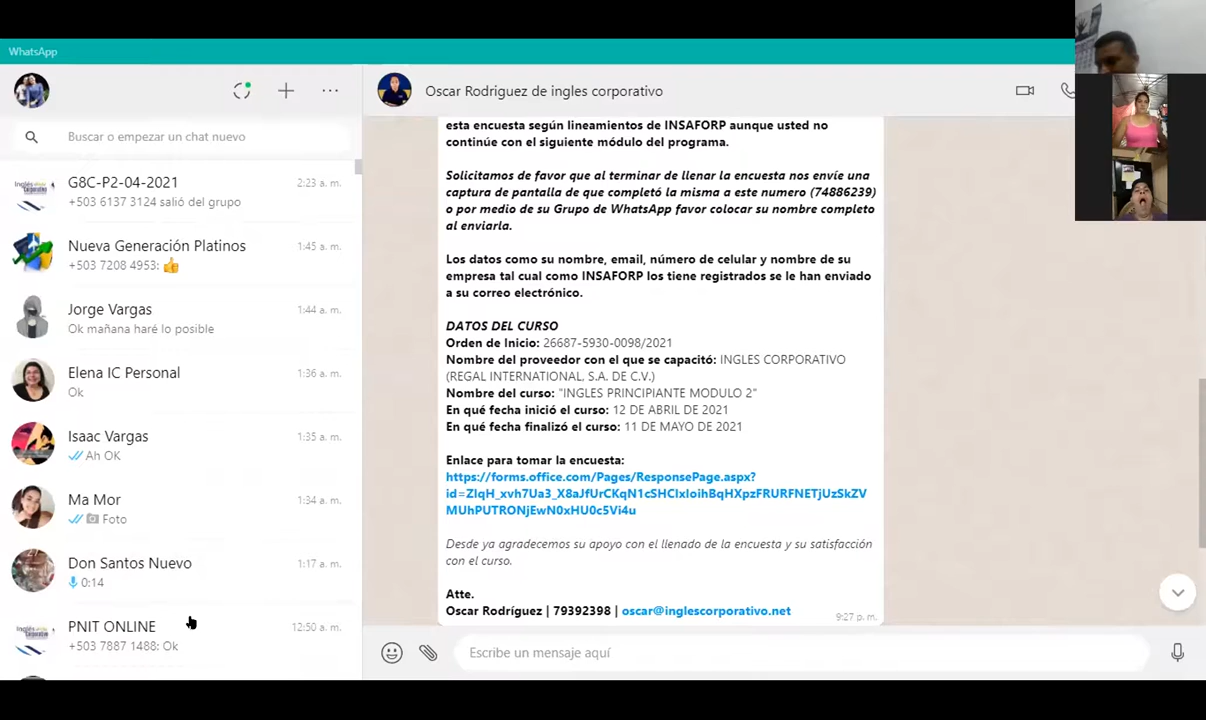 WhatsApp
Oscar Rodriguez de ingles corporativo
Buscar o empezar un chat nuevo
G8C-P2-04-2021 2:23 a. m.
+503 6137 3124 salió del grupo
Nueva Generación Platinos 1:45 a. m.
+503 7208 4953: 👍
Jorge Vargas 1:44 a. m.
Ok mañana haré lo posible
Elena IC Personal 1:36 a. m.
Ok
Isaac Vargas 1:35 a. m.
Ah OK
Ma Mor 1:34 a. m.
Foto
Don Santos Nuevo 1:17 a. m.
0:14
PNIT ONLINE 12:50 a. m.
+503 7887 1488: Ok
esta encuesta según lineamientos de INSAFORP aunque usted no
continúe con el siguiente módulo del programa.
Solicitamos de favor que al terminar de llenar la encuesta nos envíe una
captura de pantalla de que completó la misma a este numero (74886239)
o por medio de su Grupo de WhatsApp favor colocar su nombre completo
al enviarla.
Los datos como su nombre, email, número de celular y nombre de su
empresa tal cual como INSAFORP los tiene registrados se le han enviado
a su correo electrónico.
DATOS DEL CURSO
Orden de Inicio: 26687-5930-0098/2021
Nombre del proveedor con el que se capacitó: INGLES CORPORATIVO
(REGAL INTERNATIONAL, S.A. DE C.V.)
Nombre del curso: "INGLES PRINCIPIANTE MODULO 2"
En qué fecha inició el curso: 12 DE ABRIL DE 2021
En qué fecha finalizó el curso: 11 DE MAYO DE 2021
Enlace para tomar la encuesta:
https://forms.office.com/Pages/ResponsePage.aspx?
id=ZIqH_xvh7Ua3_X8aJfUrCKqN1cSHClxIoihBqHXpzFRURFNETjUzSkZV
MUhPUTRONjEwN0xHU0c5Vi4u
Desde ya agradecemos su apoyo con el llenado de la encuesta y su satisfacción
con el curso.
Atte.
Oscar Rodríguez | 79392398 | oscar@inglescorporativo.net
9:27 p. m.
Escribe un mensaje aquí